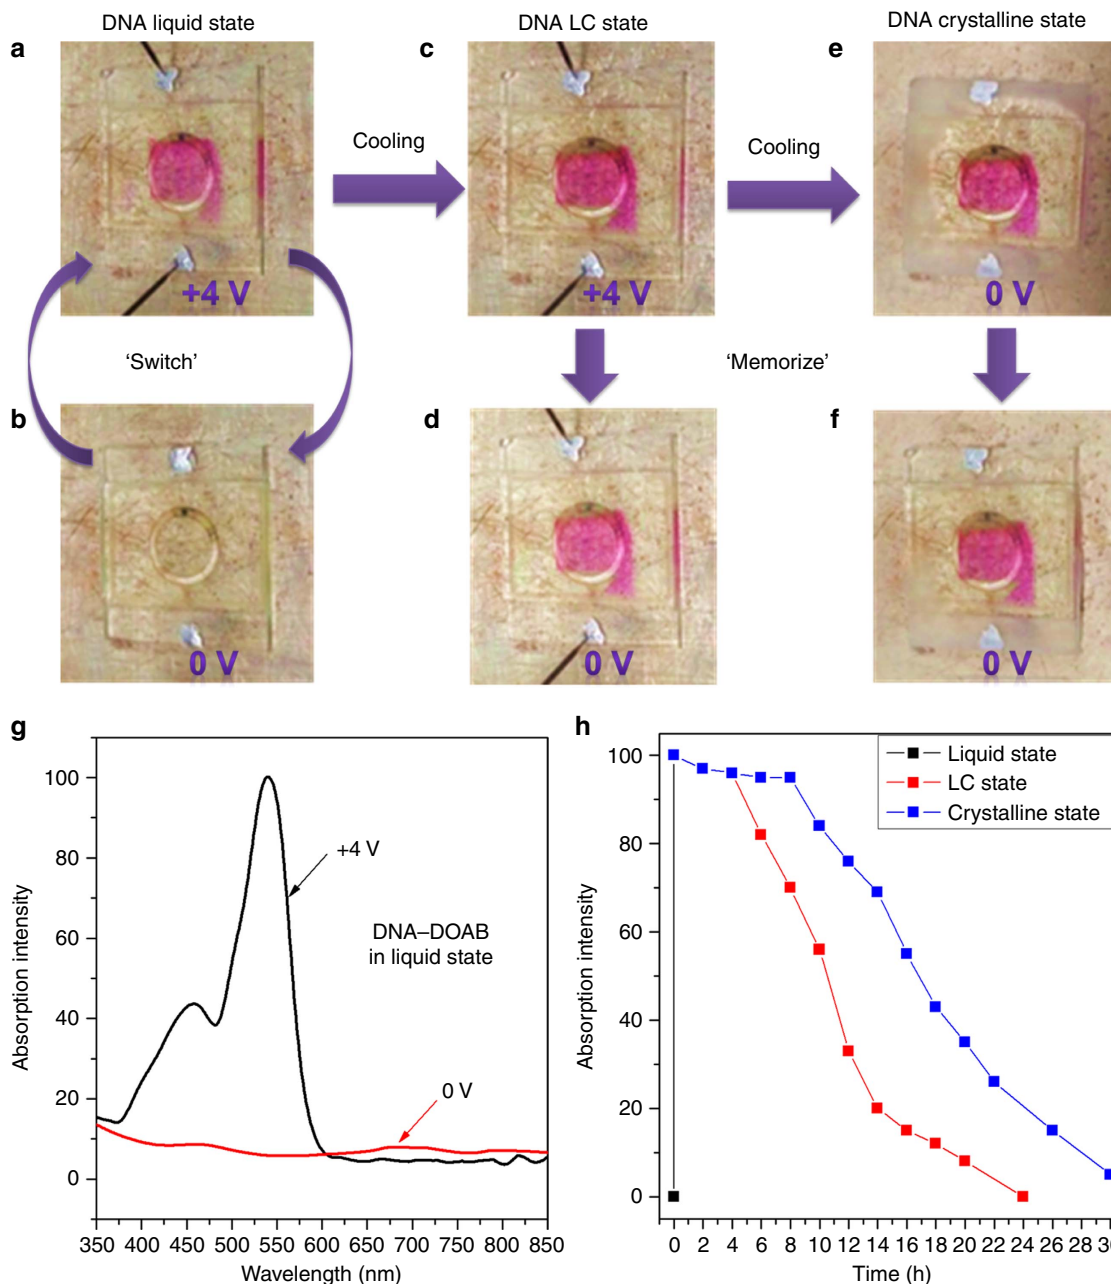 DNA liquid state
DNA LC state
DNA crystalline state
a
c
e
Cooling
Cooling
+4 V
+4 V
0 V
'Switch'
'Memorize'
b
d
f
0 V
0 V
0 V
g
100
80
60
40
20
0
Absorption intensity
+4 V
DNA–DOAB
in liquid state
0 V
350 400 450 500 550 600 650 700 750 800 850
Wavelength (nm)
h
100
80
60
40
20
0
Absorption intensity
Liquid state
LC state
Crystalline state
0 2 4 6 8 10 12 14 16 18 20 22 24 26 28 30
Time (h)